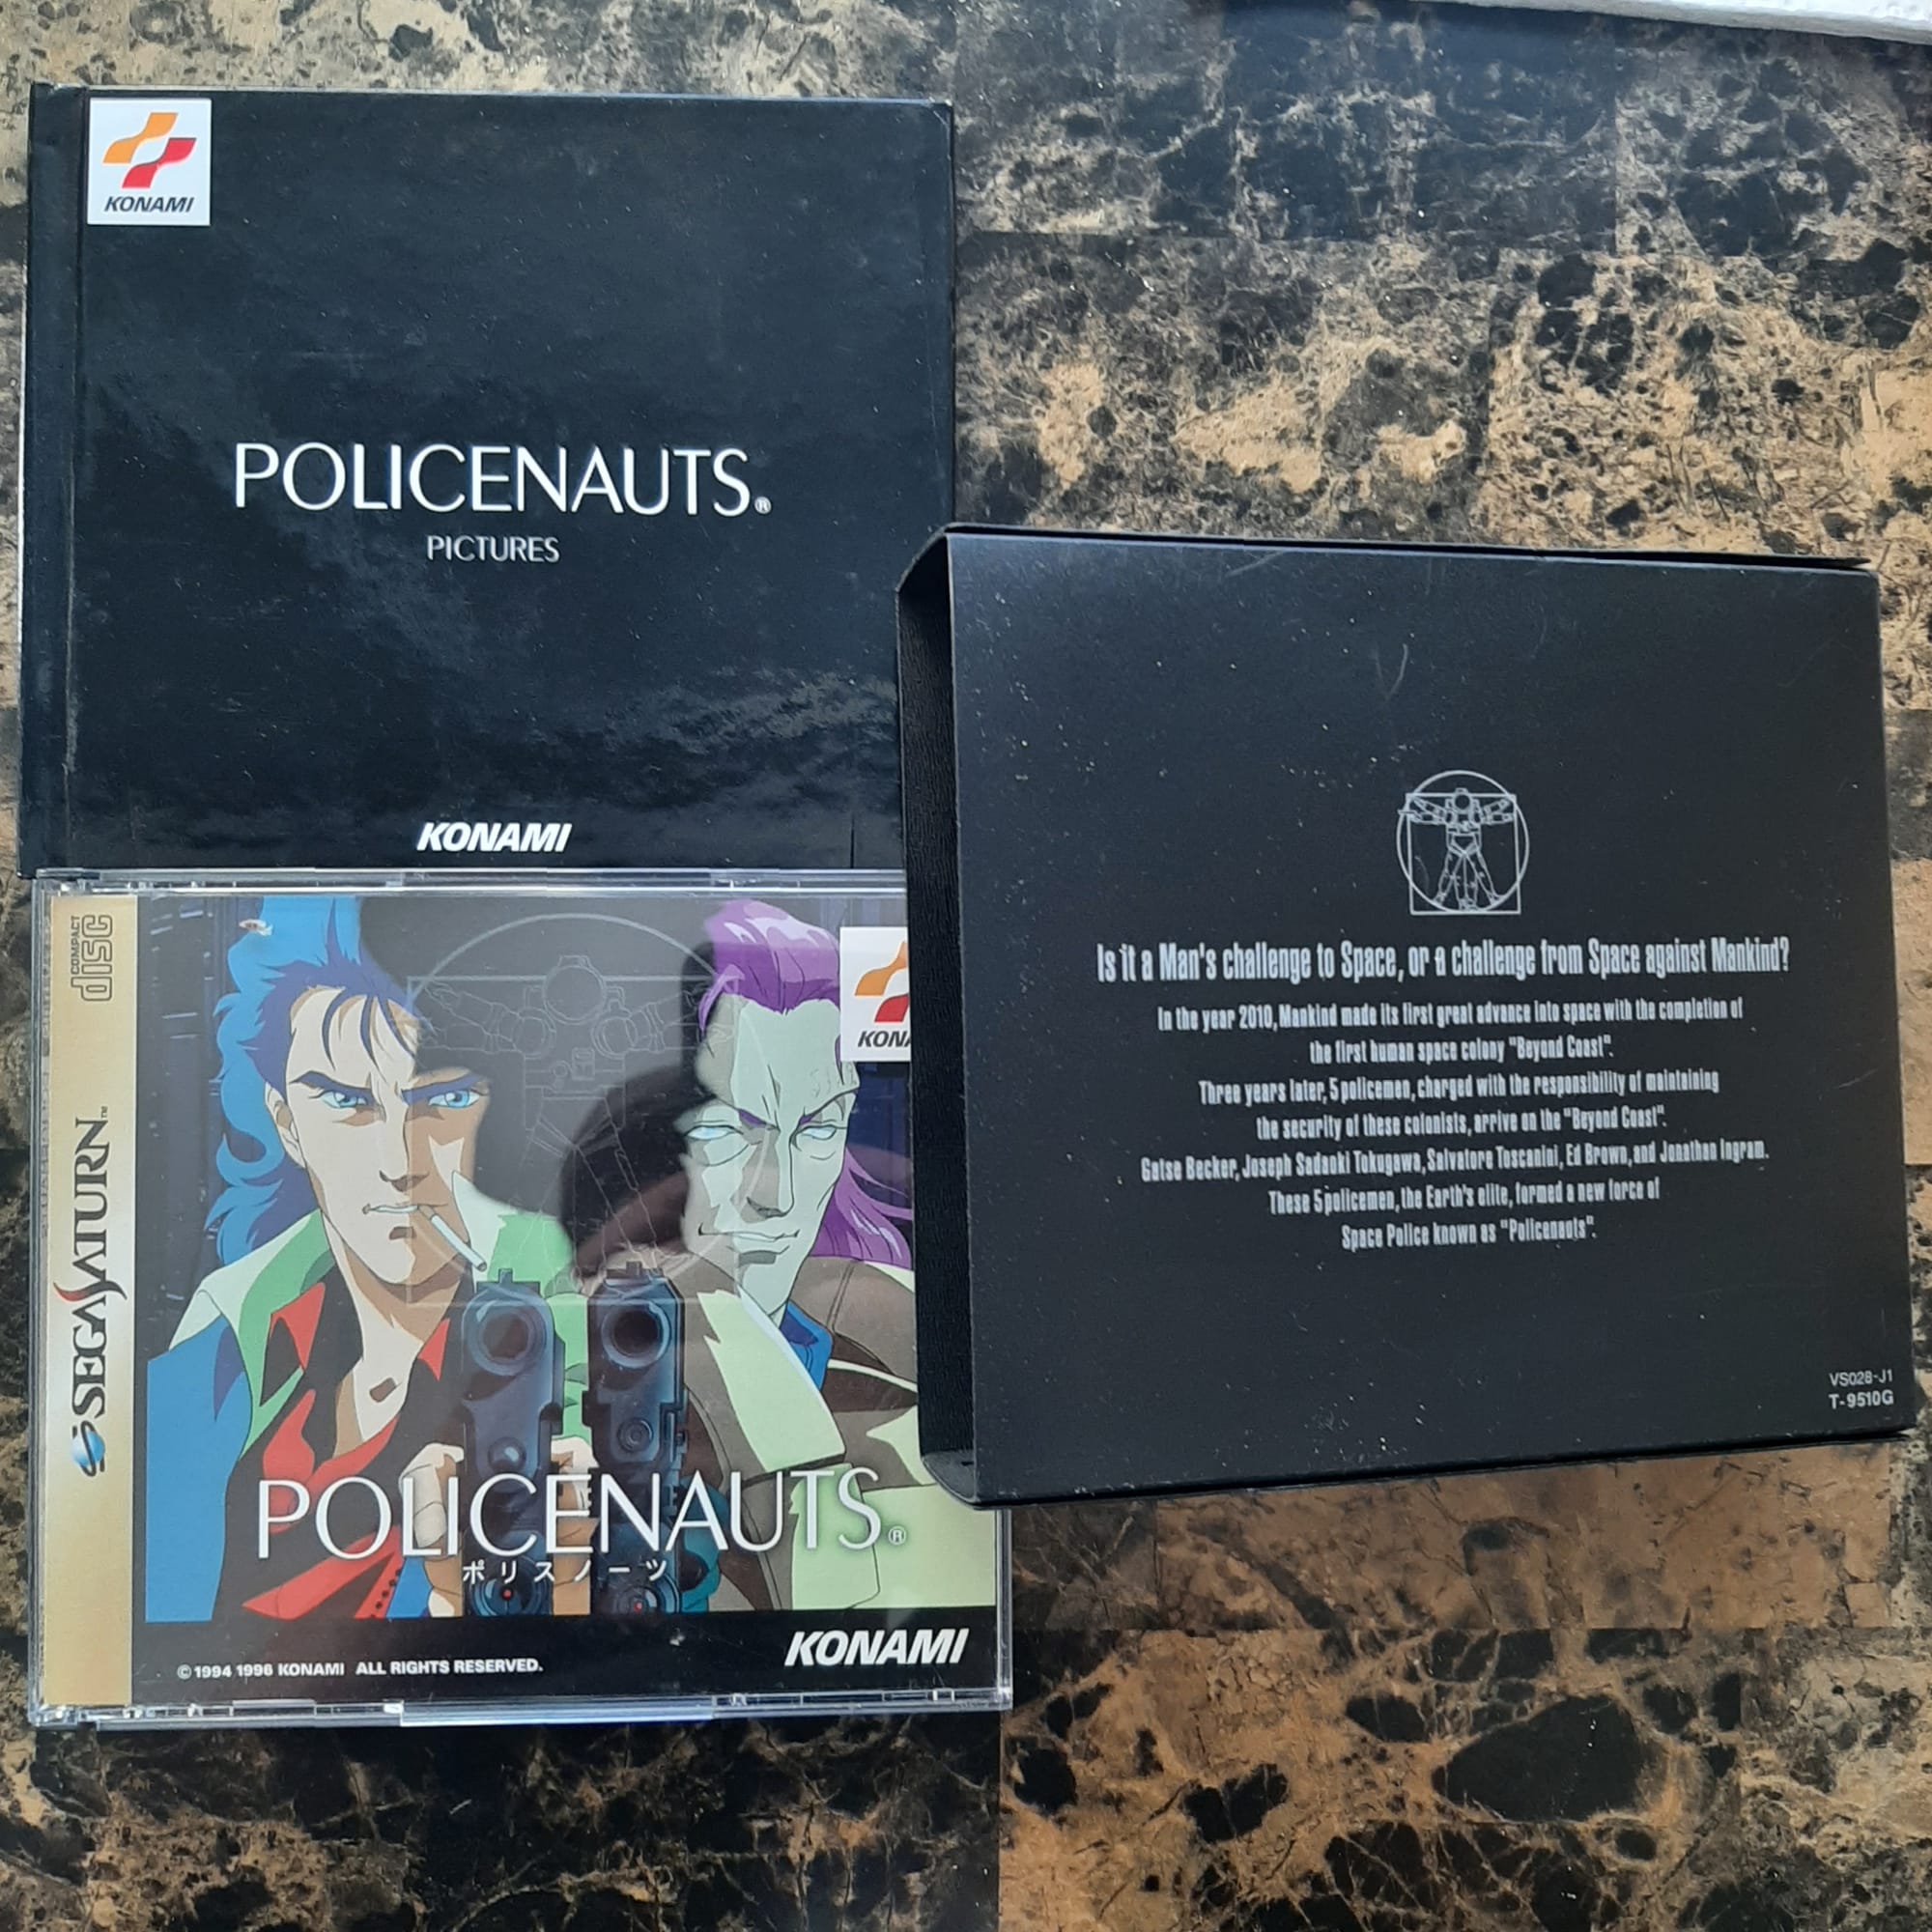 KONAMI
POLICENAUTS®
PICTURES
KONAMI
COMPACT
disc
SEGA SATURN™
KONA
POLICENAUTS®
ポリスノーツ
© 1994 1996 KONAMI ALL RIGHTS RESERVED.
KONAMI
Is it a Man's challenge to Space, or a challenge from Space against Mankind?
In the year 2010, Mankind made its first great advance into space with the completion of
the first human space colony "Beyond Coast".
Three years later, 5 policemen, charged with the responsibility of maintaining
the security of these colonists, arrive on the "Beyond Coast".
Gatse Becker, Joseph Sadaoki Tokugawa, Salvatore Toscanini, Ed Brown, and Jonathan Ingram.
These 5 policemen, the Earth's elite, formed a new force of
Space Police known as "Policenauts".
VS028-J1
T-9510G